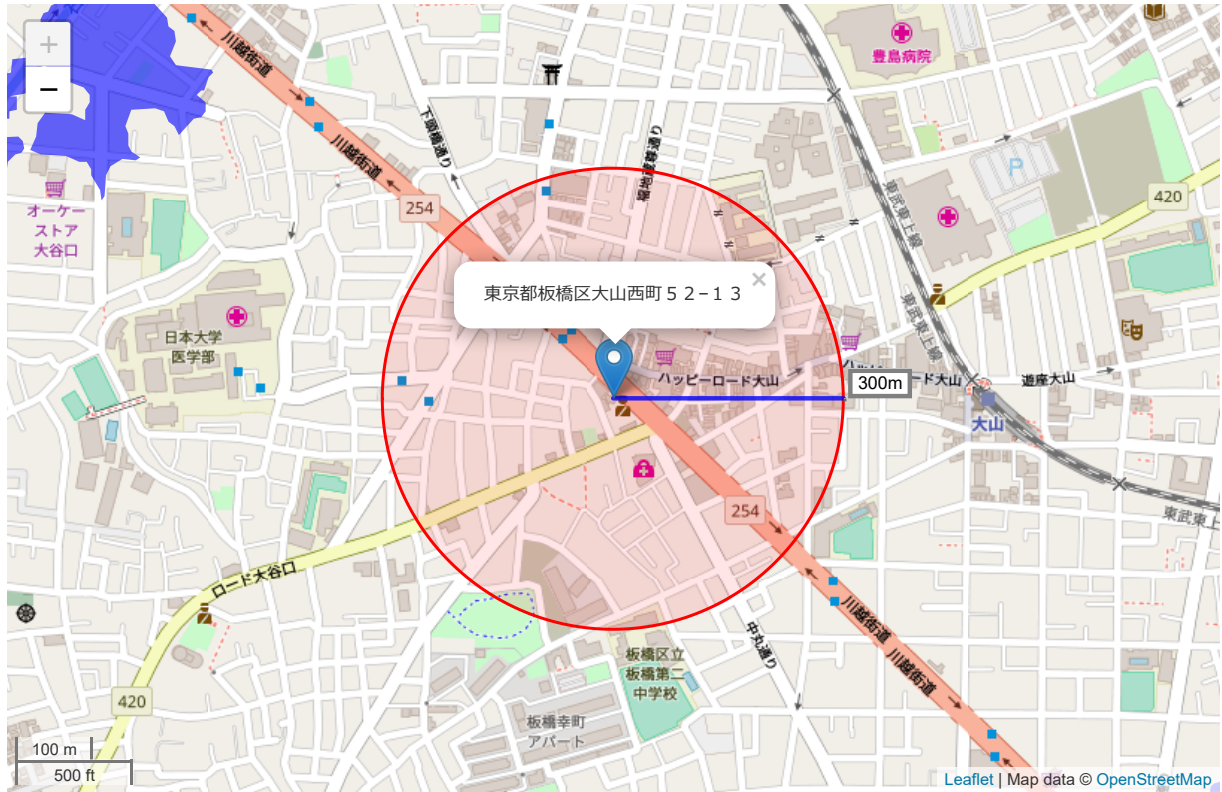 +
−
川越街道
豊島病院
下頭橋通り
川越街道
福地蔵尊通り
P
254
420
オーケー
ストア
大谷口
東武東上線
東京都板橋区大山西町５２−１３
×
東武東上線
日本大学
医学部
ハッピーロード大山
300m
ード大山
遊座大山
大山
254
東武東上
ロード大谷口
川越街道
中丸通り
川越街道
板橋区立
板橋第二
中学校
420
板橋幸町
アパート
100 m
500 ft
Leaflet | Map data © OpenStreetMap